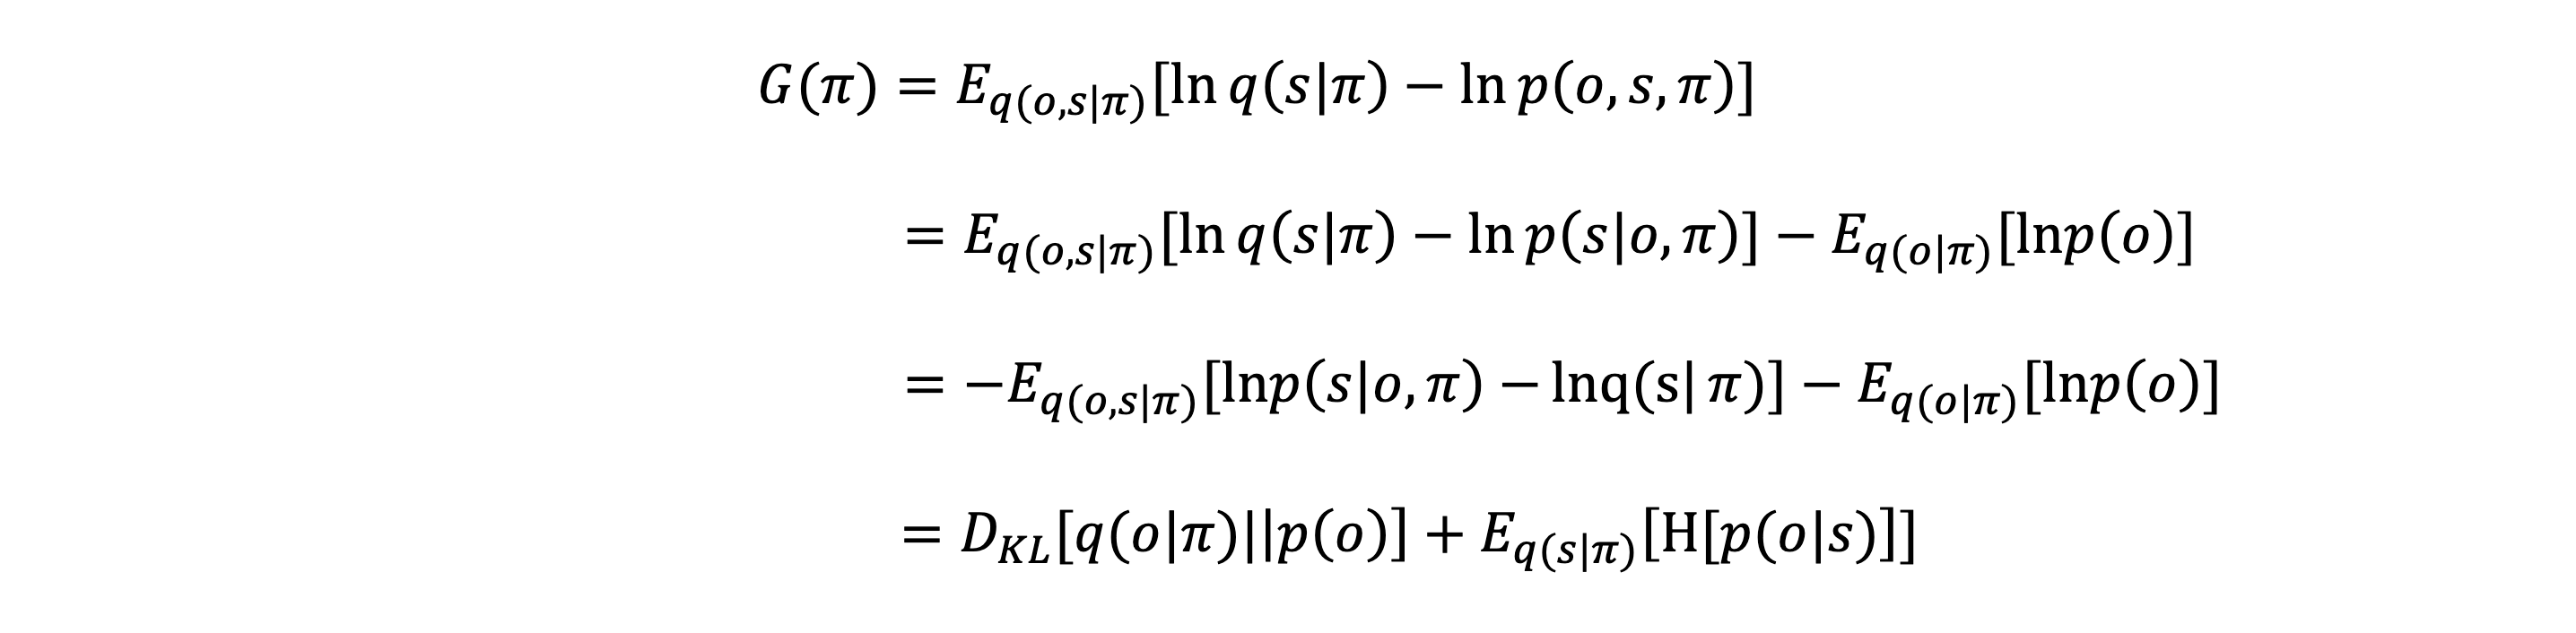 G(π) = E_{q(o,s|π)}[ln q(s|π) − ln p(o, s, π)]
= E_{q(o,s|π)}[ln q(s|π) − ln p(s|o, π)] − E_{q(o|π)}[lnp(o)]
= −E_{q(o,s|π)}[lnp(s|o, π) − lnq(s| π)] − E_{q(o|π)}[lnp(o)]
= D_{KL}[q(o|π)||p(o)] + E_{q(s|π)}[H[p(o|s)]]